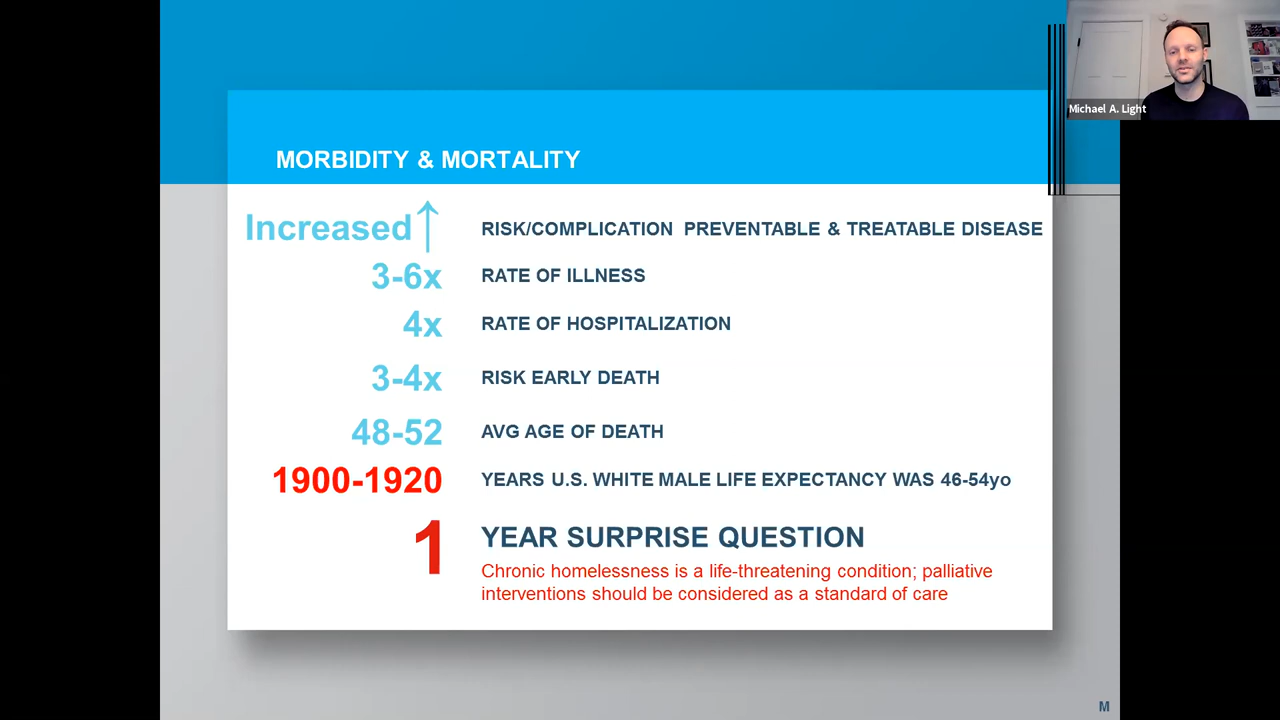 Michael A. Light
MORBIDITY & MORTALITY
Increased↑ RISK/COMPLICATION PREVENTABLE & TREATABLE DISEASE
3-6x RATE OF ILLNESS
4x RATE OF HOSPITALIZATION
3-4x RISK EARLY DEATH
48-52 AVG AGE OF DEATH
1900-1920 YEARS U.S. WHITE MALE LIFE EXPECTANCY WAS 46-54yo
1 YEAR SURPRISE QUESTION
Chronic homelessness is a life-threatening condition; palliative
interventions should be considered as a standard of care
M